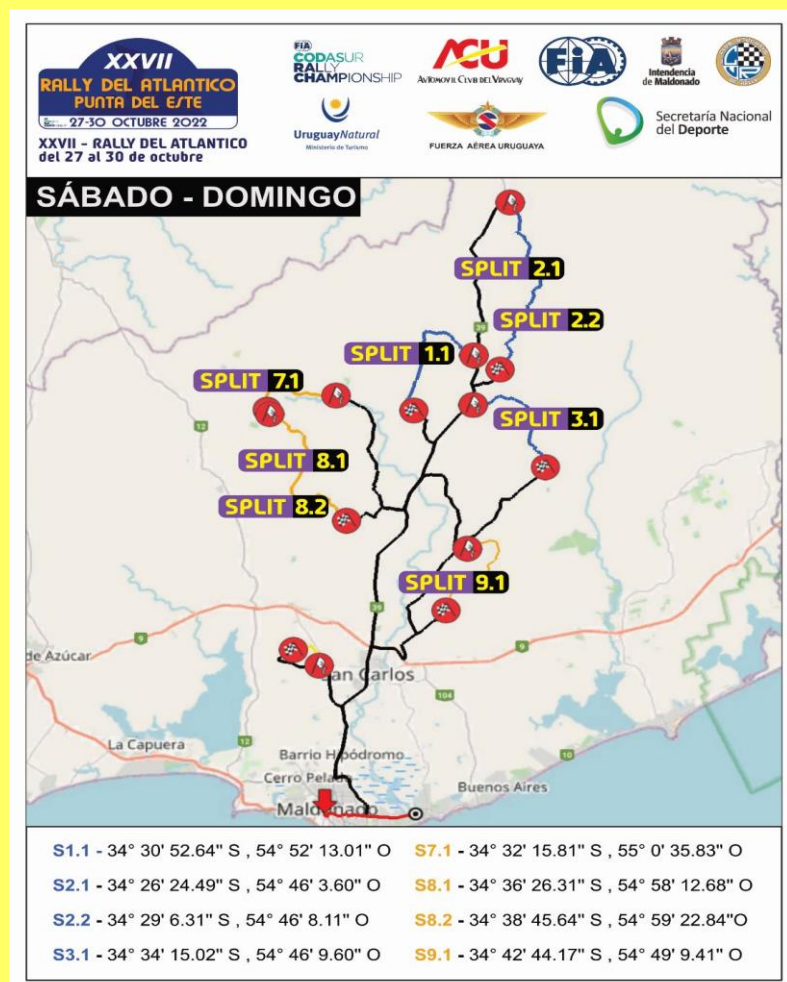 XXVII
RALLY DEL ATLANTICO
PUNTA DEL ESTE
27-30 OCTUBRE 2022
XXVII - RALLY DEL ATLANTICO
del 27 al 30 de octubre
FIA
CODASUR
RALLY
CHAMPIONSHIP
ACU
AUTOMOVIL CLUB DEL URUGUAY
FIA
Intendencia
de Maldonado
UruguayNatural
Ministerio de Turismo
FUERZA AÉREA URUGUAYA
Secretaría Nacional
del Deporte
SÁBADO - DOMINGO
SPLIT 2.1
SPLIT 2.2
39
SPLIT 1.1
SPLIT 7.1
12
SPLIT 3.1
SPLIT 8.1
SPLIT 8.2
SPLIT 9.1
39
9
9
de Azúcar
San Carlos
104
La Capuera
12
Barrio Hipódromo
10
Cerro Pelado
Buenos Aires
Maldonado
S1.1 - 34° 30' 52.64" S , 54° 52' 13.01" O
S2.1 - 34° 26' 24.49" S , 54° 46' 3.60" O
S2.2 - 34° 29' 6.31" S , 54° 46' 8.11" O
S3.1 - 34° 34' 15.02" S , 54° 46' 9.60" O
S7.1 - 34° 32' 15.81" S , 55° 0' 35.83" O
S8.1 - 34° 36' 26.31" S , 54° 58' 12.68" O
S8.2 - 34° 38' 45.64" S , 54° 59' 22.84"O
S9.1 - 34° 42' 44.17" S , 54° 49' 9.41" O